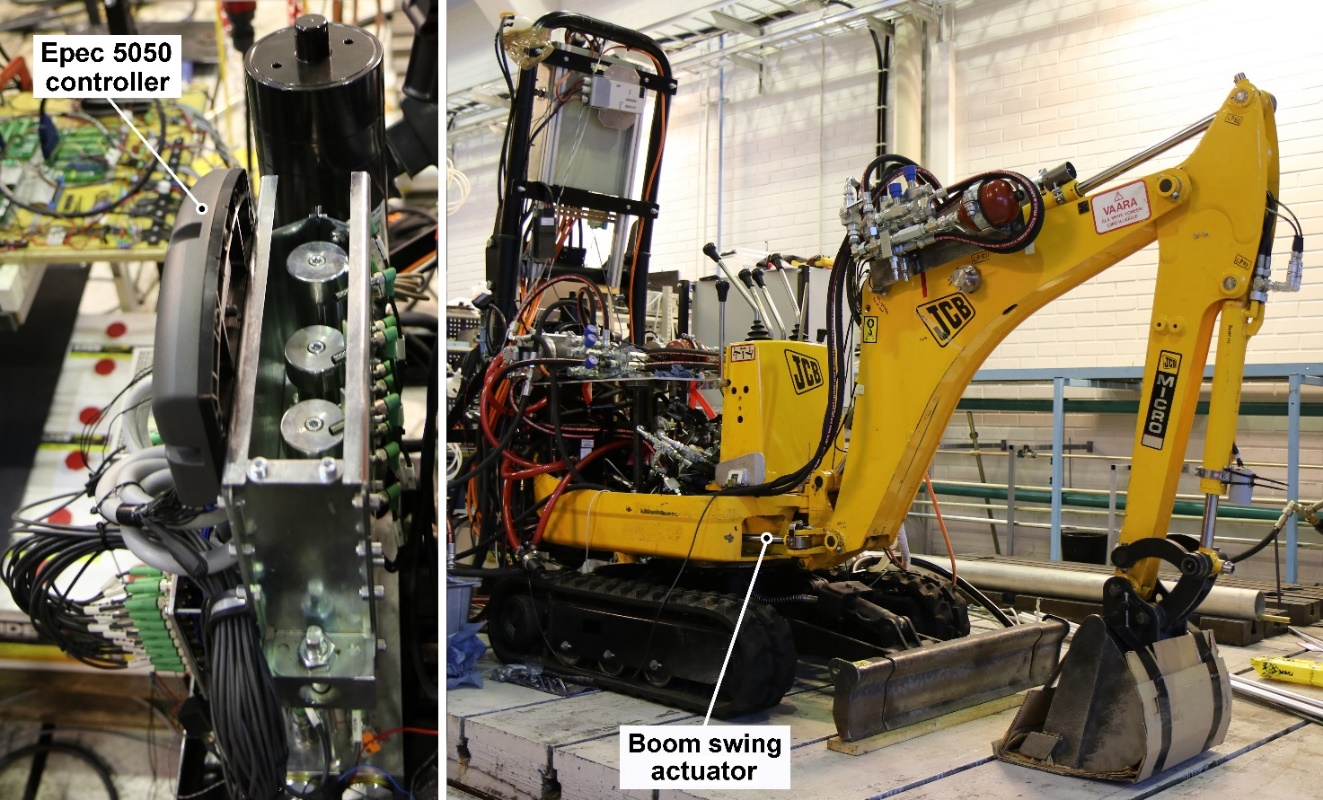 Epec 5050
controller
JCB
VAARA
JCB
JCB
MICRO
Boom swing
actuator